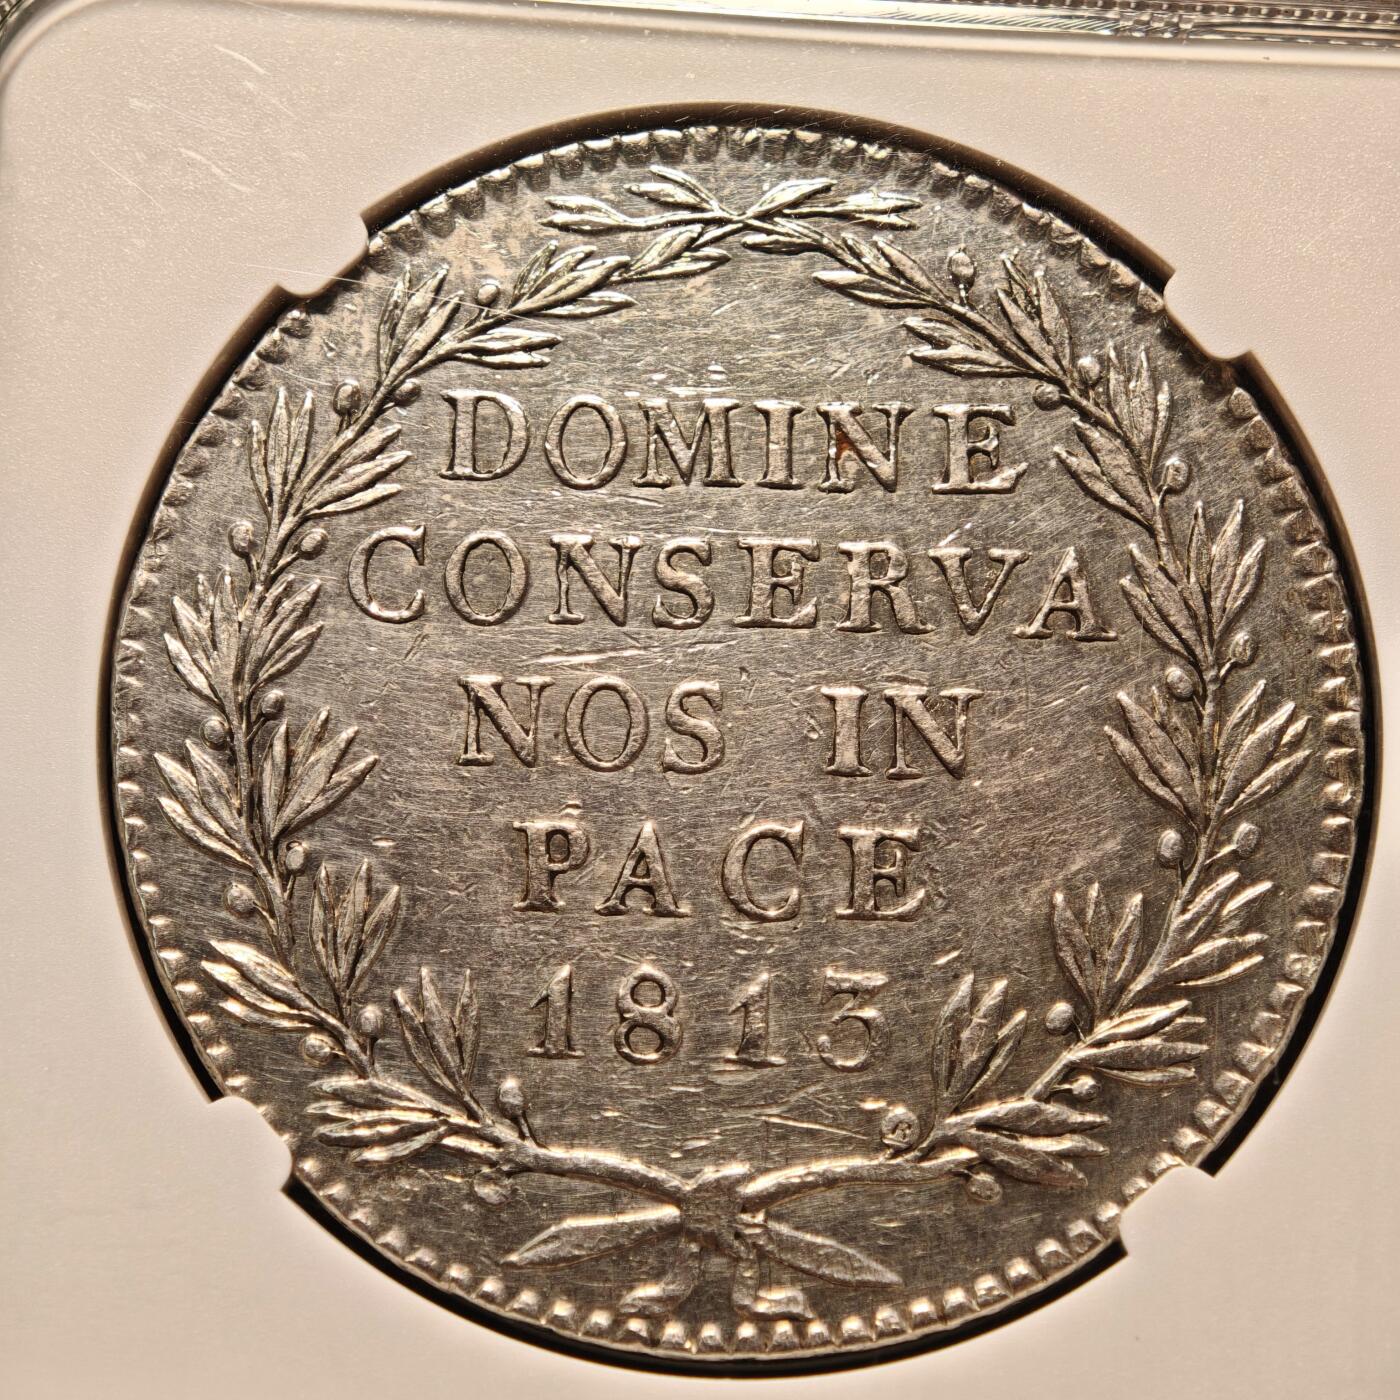 DOMINE
CONSERVA
NOS IN
PACE
1813
B